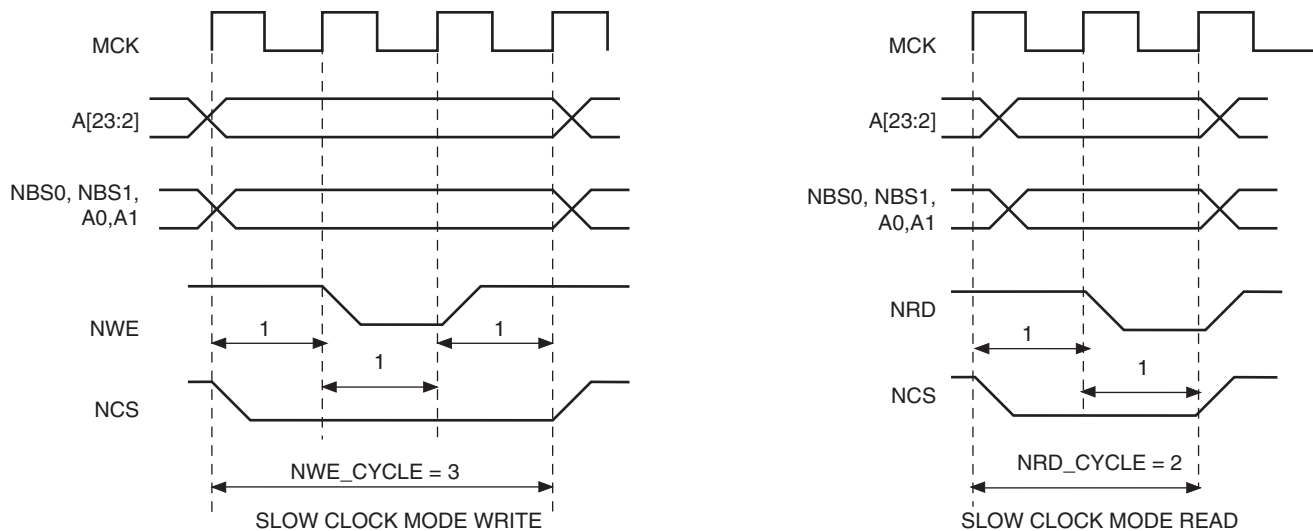 MCK
A[23:2]
NBS0, NBS1,
A0,A1
NWE
1
1
1
NCS
NWE_CYCLE = 3
SLOW CLOCK MODE WRITE
MCK
A[23:2]
NBS0, NBS1,
A0,A1
NRD
1
1
NCS
NRD_CYCLE = 2
SLOW CLOCK MODE READ